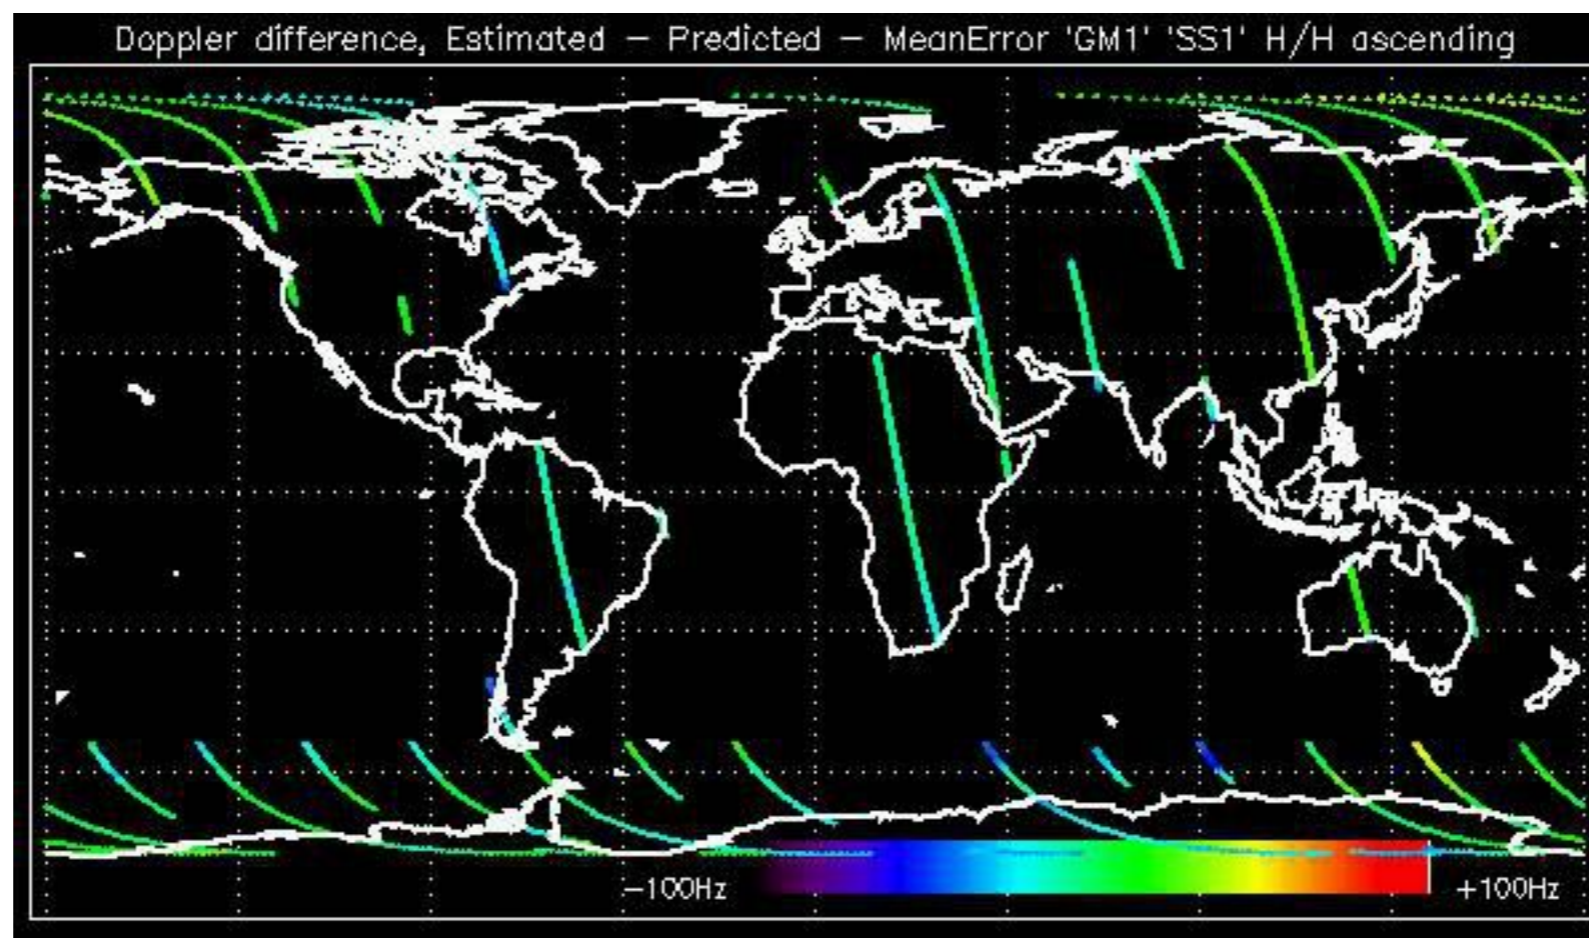 Doppler difference, Estimated – Predicted – MeanError 'GM1' 'SS1' H/H ascending
–100Hz +100Hz